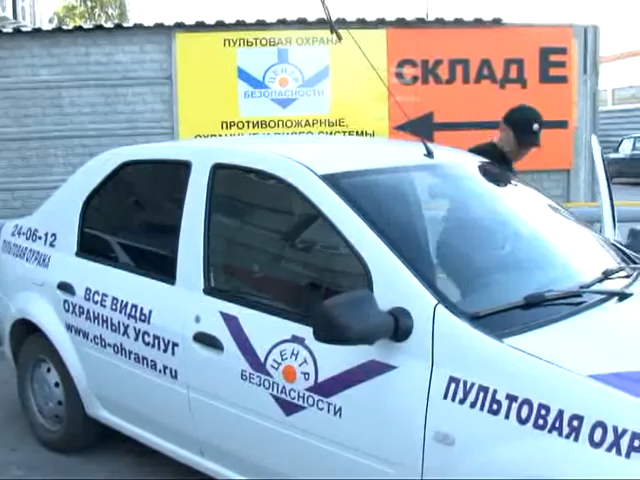 ПУЛЬТОВАЯ ОХРАНА
ЦЕНТР
БЕЗОПАСНОСТИ
ПРОТИВОПОЖАРНЫЕ,
СКЛАД Е
24-06-12
ПУЛЬТОВАЯ ОХРАНА
ВСЕ ВИДЫ
ОХРАННЫХ УСЛУГ
www.cb-ohrana.ru
ЦЕНТР
БЕЗОПАСНОСТИ
ПУЛЬТОВАЯ ОХР